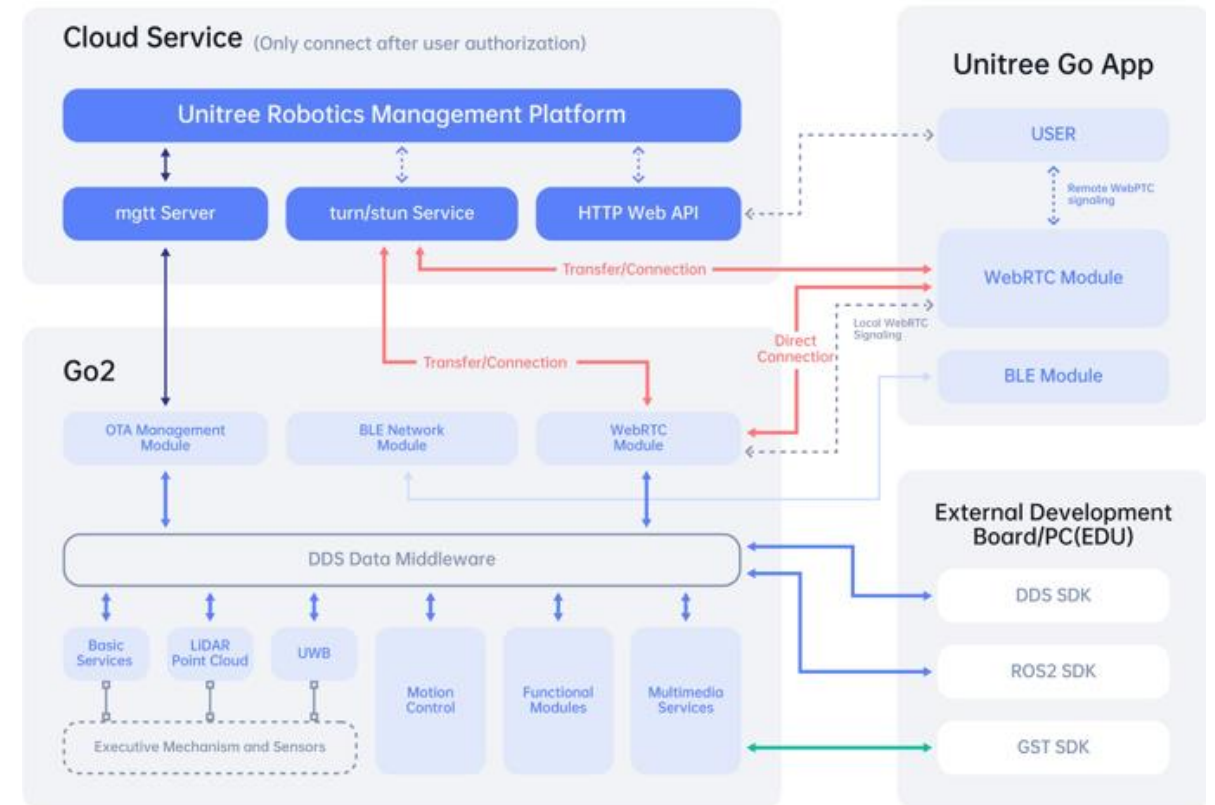 Cloud Service (Only connect after user authorization)
Unitree Robotics Management Platform
mgtt Server
turn/stun Service
HTTP Web API
Unitree Go App
USER
Remote WebPTC
signaling
WebRTC Module
Transfer/Connection
Local WebRTC
Signaling
Direct
Connection
BLE Module
Go2
Transfer/Connection
OTA Management
Module
BLE Network
Module
WebRTC
Module
DDS Data Middleware
Basic
Services
LiDAR
Point Cloud
UWB
Motion
Control
Functional
Modules
Multimedia
Services
Executive Mechanism and Sensors
External Development
Board/PC(EDU)
DDS SDK
ROS2 SDK
GST SDK